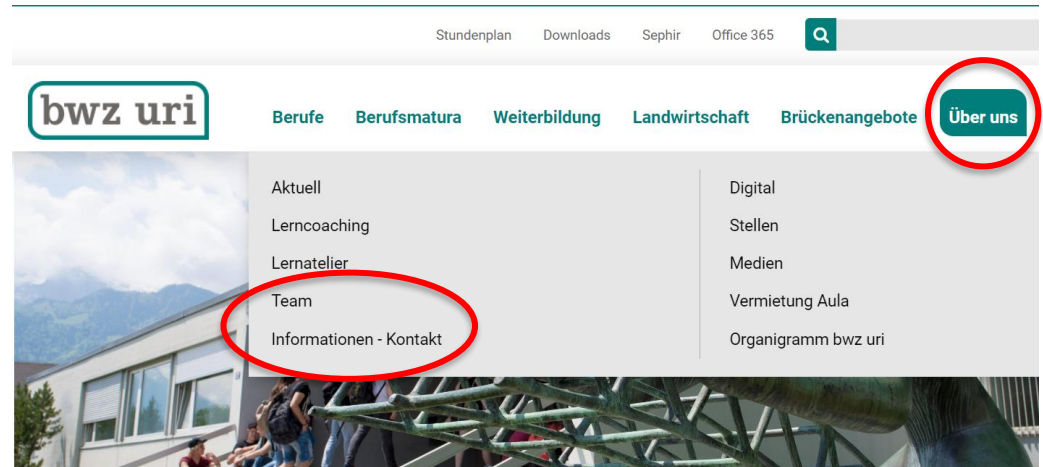 Stundenplan Downloads Sephir Office 365
bwz uri
Berufe Berufsmatura Weiterbildung Landwirtschaft Brückenangebote Über uns
Aktuell
Lerncoaching
Lernatelier
Team
Informationen - Kontakt
Digital
Stellen
Medien
Vermietung Aula
Organigramm bwz uri